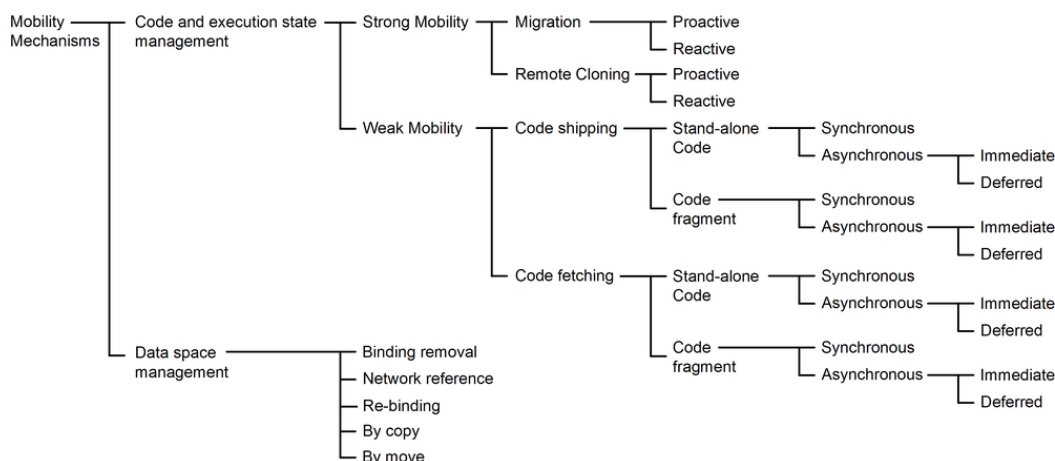 Mobility
Mechanisms
Code and execution state
management
Strong Mobility
Migration
Proactive
Reactive
Remote Cloning
Proactive
Reactive
Weak Mobility
Code shipping
Stand-alone
Code
Synchronous
Asynchronous
Immediate
Deferred
Code
fragment
Synchronous
Asynchronous
Immediate
Deferred
Code fetching
Stand-alone
Code
Synchronous
Asynchronous
Immediate
Deferred
Code
fragment
Synchronous
Asynchronous
Immediate
Deferred
Data space
management
Binding removal
Network reference
Re-binding
By copy
By move